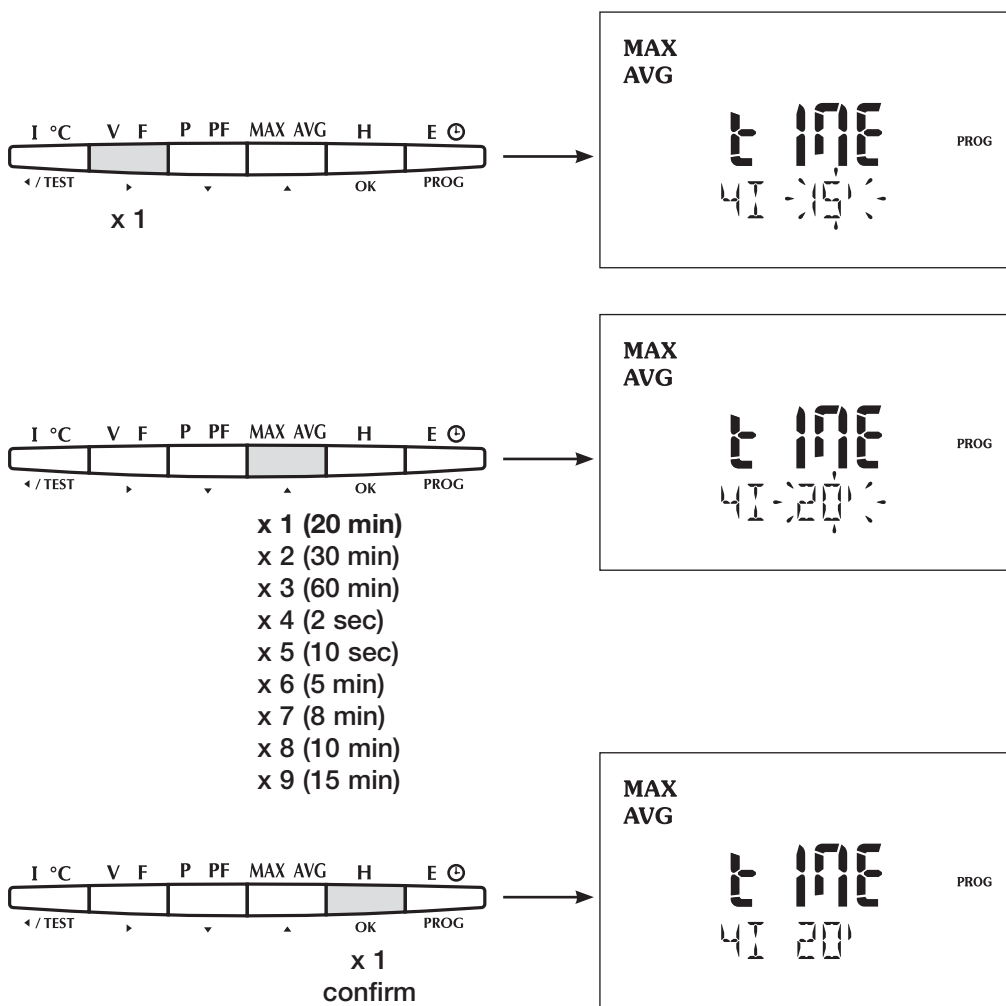 MAX
AVG
I °C V F P PF MAX AVG H E
t IME
PROG
◂ / TEST ▸ ▾ ▴ OK PROG
4I 15'
x 1
MAX
AVG
I °C V F P PF MAX AVG H E
t IME
PROG
◂ / TEST ▸ ▾ ▴ OK PROG
4I 20'
x 1 (20 min)
x 2 (30 min)
x 3 (60 min)
x 4 (2 sec)
x 5 (10 sec)
x 6 (5 min)
x 7 (8 min)
x 8 (10 min)
x 9 (15 min)
MAX
AVG
I °C V F P PF MAX AVG H E
t IME
PROG
◂ / TEST ▸ ▾ ▴ OK PROG
4I 20'
x 1
confirm